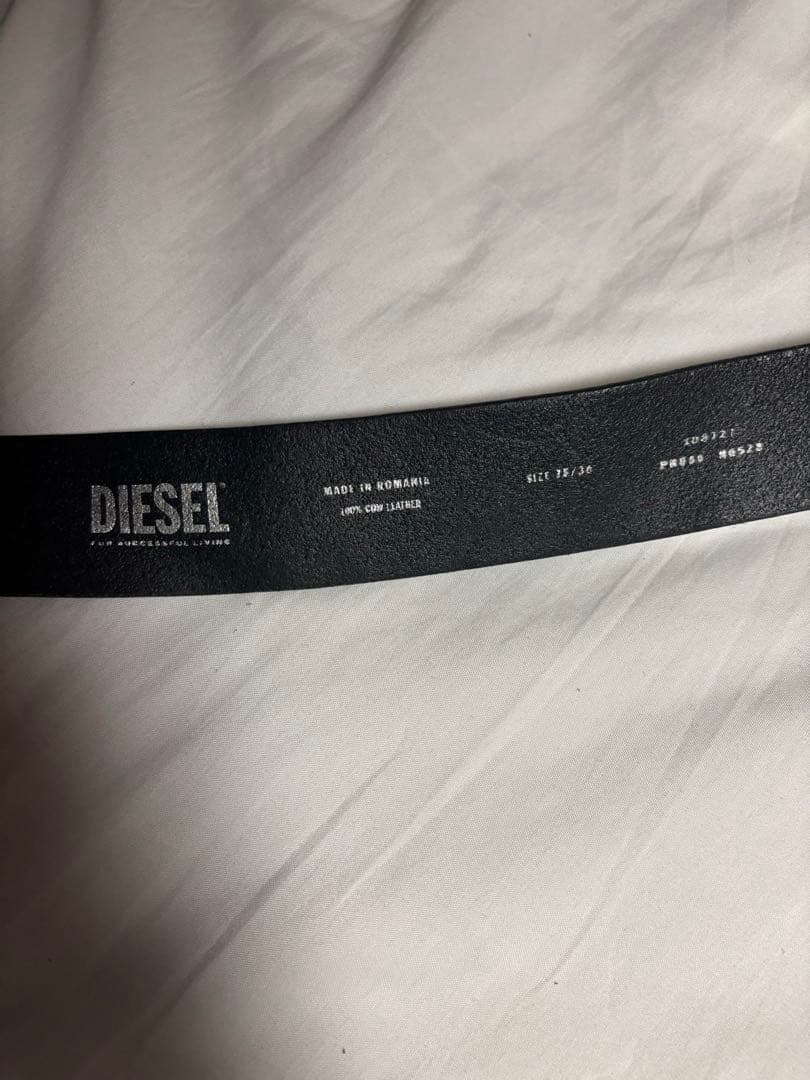 DIESEL
FOR SUCCESSFUL LIVING
MADE IN ROMANIA
100% COW LEATHER
SIZE 75/30